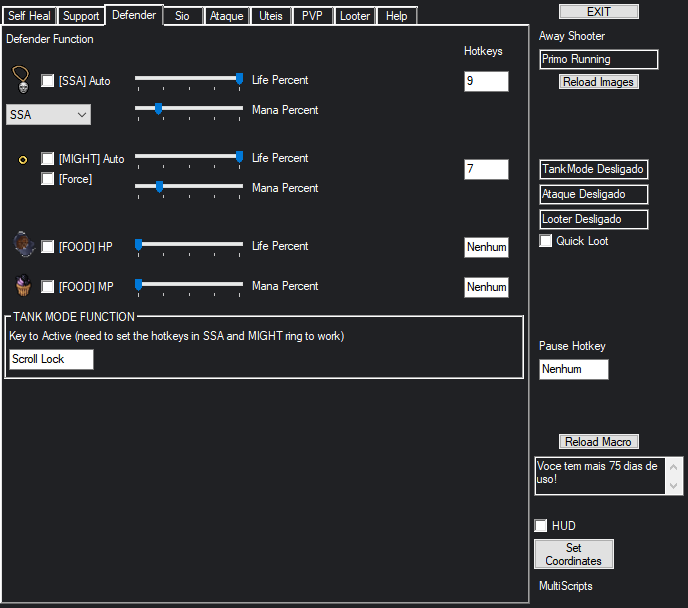 Self Heal Support Defender Sio Ataque Uteis PVP Looter Help
EXIT
Defender Function
Hotkeys
Away Shooter
Primo Running
Reload Images
[SSA] Auto
Life Percent
9
SSA
Mana Percent
[MIGHT] Auto
Life Percent
7
[Force]
Mana Percent
TankMode Desligado
Ataque Desligado
Looter Desligado
Quick Loot
[FOOD] HP
Life Percent
Nenhum
[FOOD] MP
Mana Percent
Nenhum
TANK MODE FUNCTION
Key to Active (need to set the hotkeys in SSA and MIGHT ring to work)
Scroll Lock
Pause Hotkey
Nenhum
Reload Macro
Voce tem mais 75 dias de
uso!
HUD
Set
Coordinates
MultiScripts